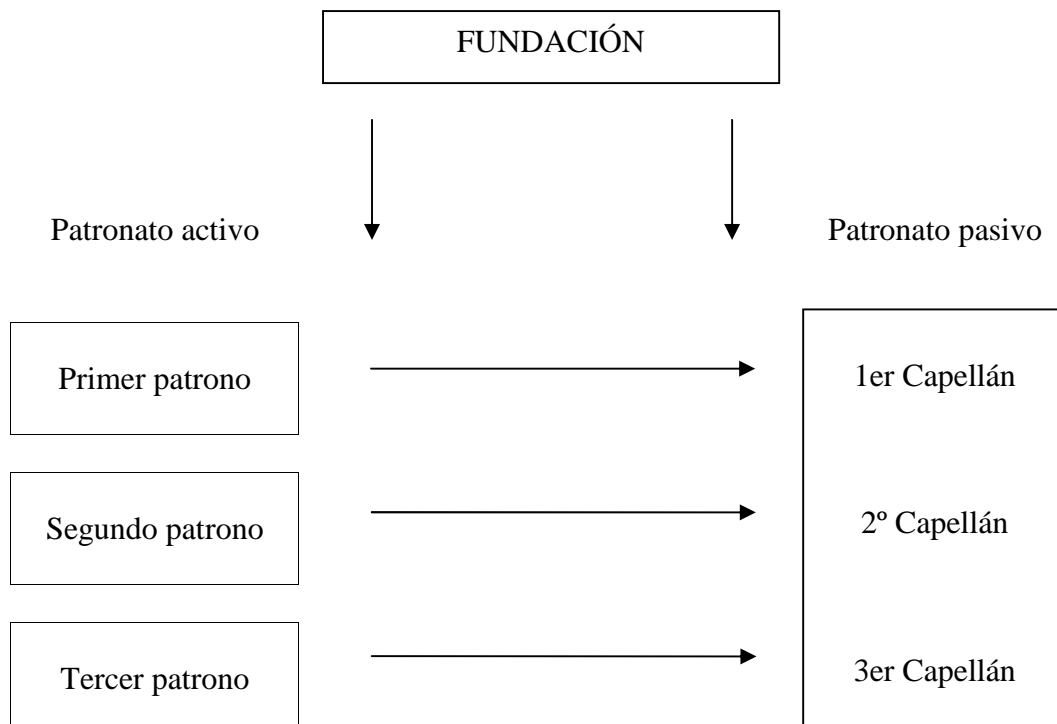 FUNDACIÓN
Patronato activo
Patronato pasivo
Primer patrono
1er Capellán
Segundo patrono
2º Capellán
Tercer patrono
3er Capellán